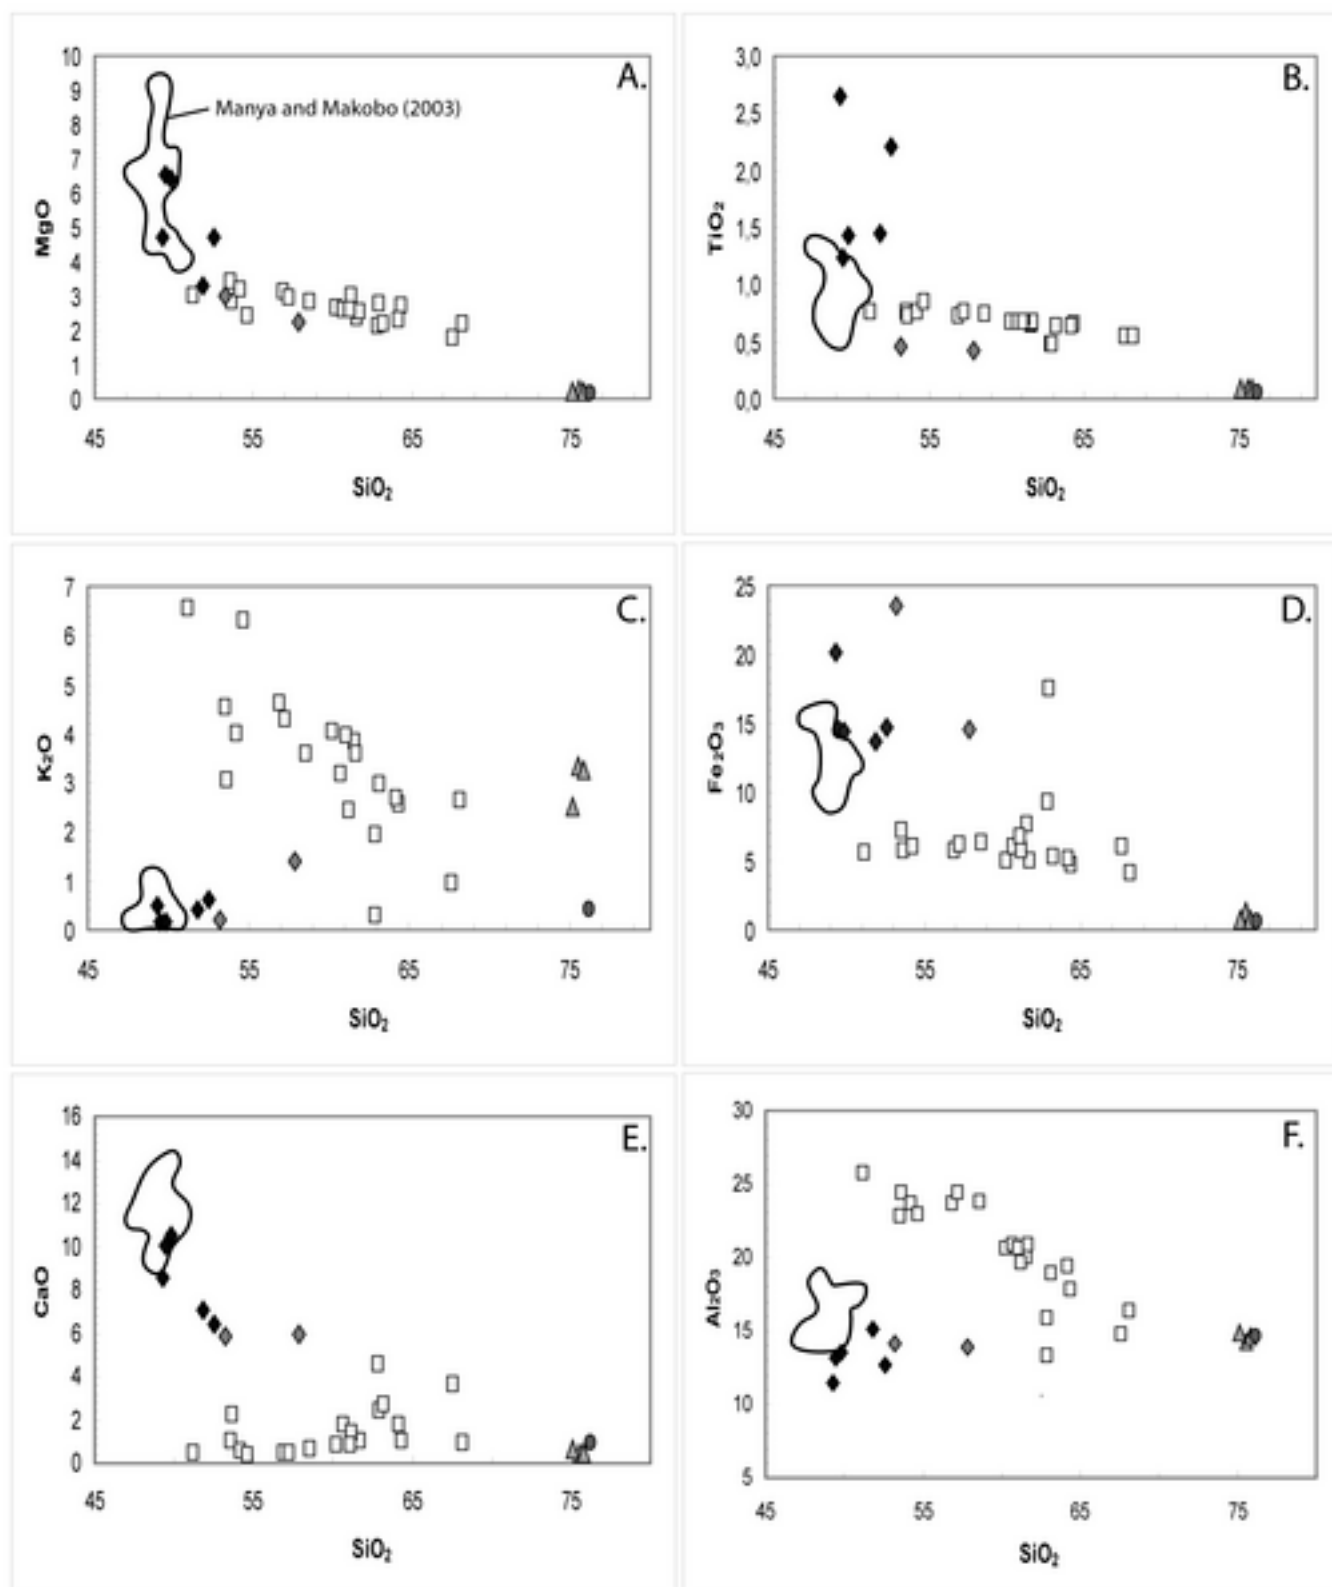 10
A.
9
Manya and Makobo (2003)
8
7
6
MgO
5
4
3
2
1
0
45 55 65 75
SiO₂
3,0
B.
2,5
2,0
TiO₂
1,5
1,0
0,5
0,0
45 55 65 75
SiO₂
7
C.
6
5
4
K₂O
3
2
1
0
45 55 65 75
SiO₂
25
D.
20
15
Fe₂O₃
10
5
0
45 55 65 75
SiO₂
16
E.
14
12
10
CaO
8
6
4
2
0
45 55 65 75
SiO₂
30
F.
25
20
Al₂O₃
15
10
5
45 55 65 75
SiO₂